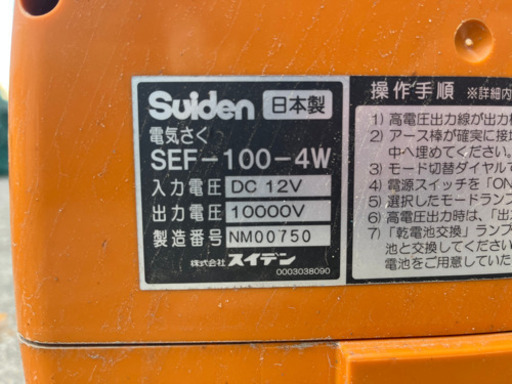 Suiden 日本製
電気さく
SEF-100-4W
入力電圧 DC 12V
出力電圧 10000V
製造番号 NM00750
株式会社 スイデン
0003038090
操作手順 ※詳細内
1) 高電圧出力線が出力
2) アース棒が確実に接
中へ埋めてください。
3) モード切替ダイヤルで
4) 電源スイッチを「ON
5) 選択したモードランプ
6) 高電圧出力時は、「出
7) 「乾電池交換」ランプ
池と交換してくださ
電池をご用意していた